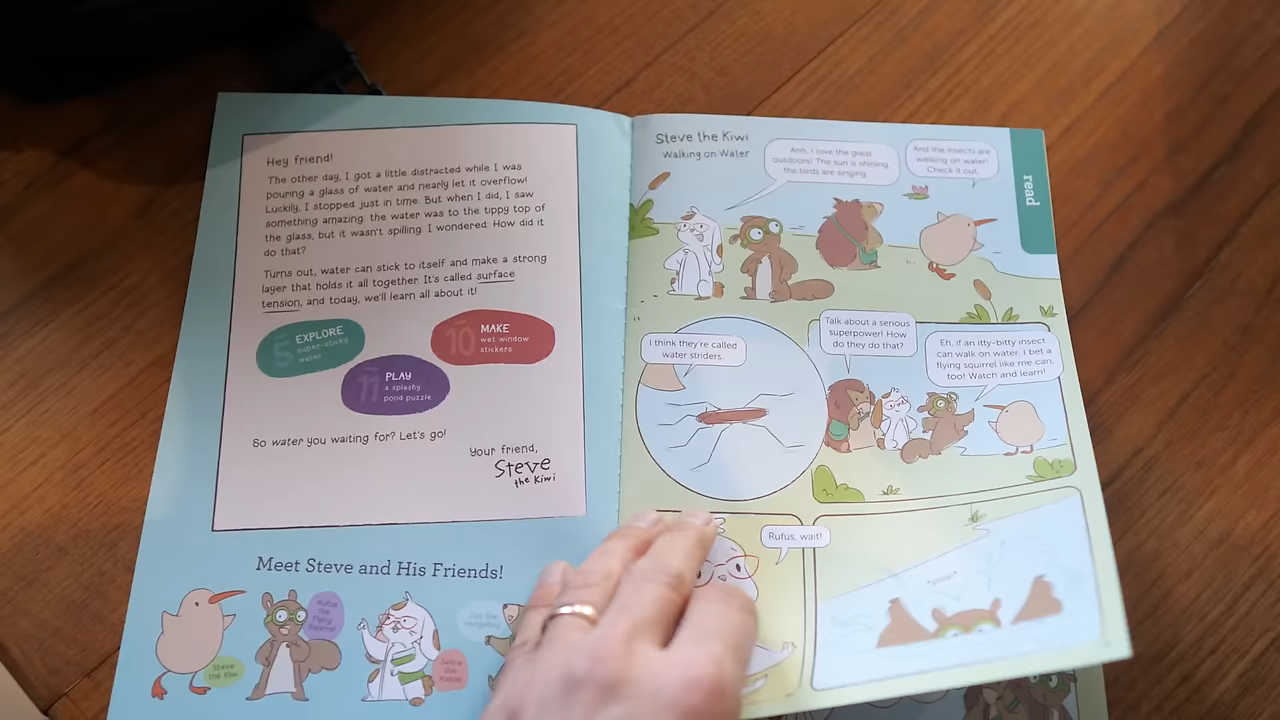 Hey friend!
The other day, I got a little distracted while I was
pouring a glass of water and nearly let it overflow!
Luckily, I stopped just in time. But when I did, I saw
something amazing: the water was to the tippy top of
the glass, but it wasn't spilling. I wondered: How did it
do that?
Turns out, water can stick to itself and make a strong
layer that holds it all together. It's called surface
tension, and today, we'll learn all about it!
5
EXPLORE
super-sticky
water
10
MAKE
wet window
stickers
11
PLAY
a splashy
pond puzzle
So water you waiting for? Let's go!
Your friend,
Steve
the Kiwi
Meet Steve and His Friends!
Steve
the Kiwi
Rufus
the
Flying
Squirrel
the
Rabbit
Steve the Kiwi
Walking on Water
Ahh, I love the great
outdoors! The sun is shining,
the birds are singing.
And the insects are
walking on water!
Check it out.
read
I think they're called
water striders.
Talk about a serious
superpower! How
do they do that?
Eh, if an itty-bitty insect
can walk on water, I bet a
flying squirrel like me can,
too! Watch and learn!
Rufus, wait!